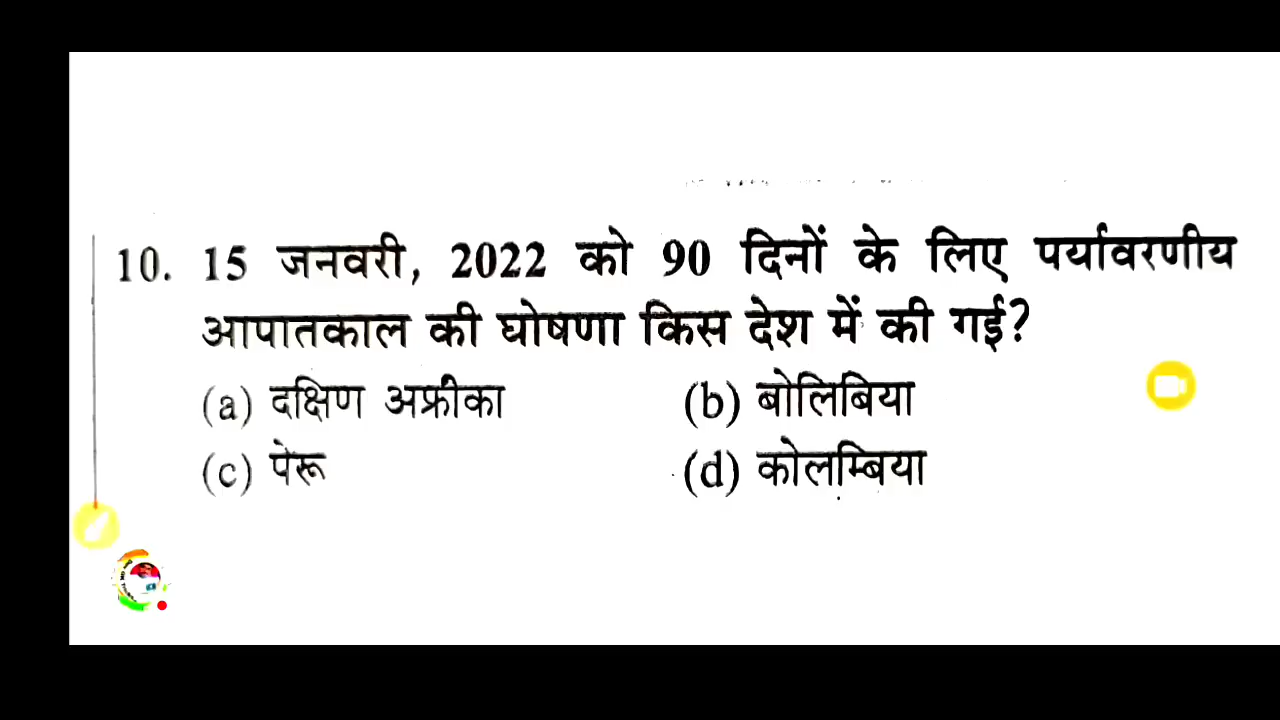 10. 15 जनवरी, 2022 को 90 दिनों के लिए पर्यावरणीय
आपातकाल की घोषणा किस देश में की गई?
(a) दक्षिण अफ्रीका (b) बोलिबिया
(c) पेरू (d) कोलम्बिया